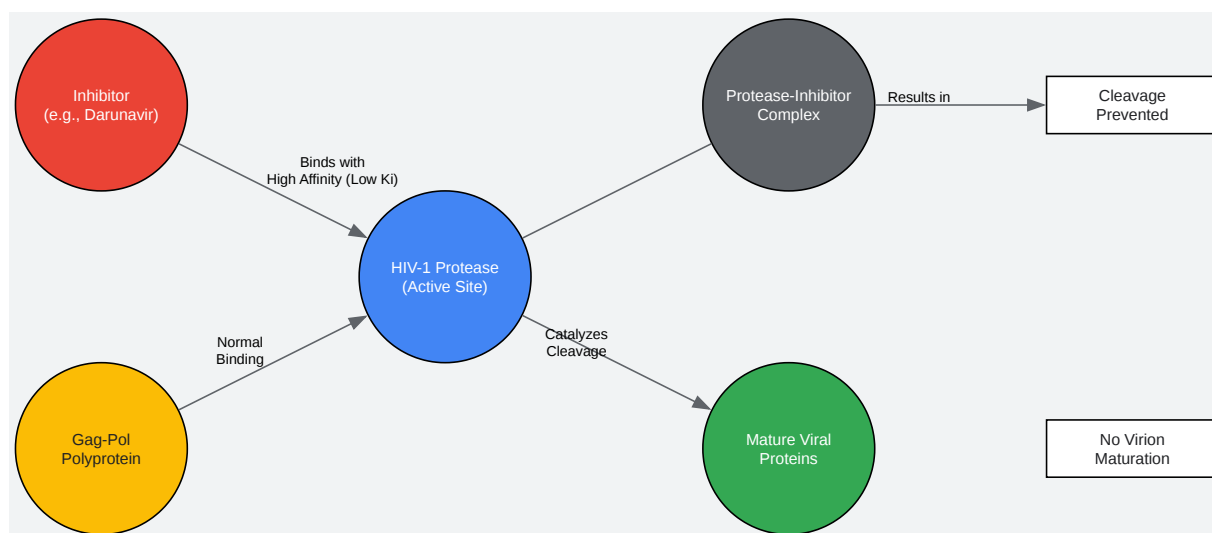 Inhibitor
(e.g., Darunavir)
Protease-Inhibitor
Complex
Results in
Cleavage
Prevented
Binds with
High Affinity (Low Ki)
HIV-1 Protease
(Active Site)
Normal
Binding
Catalyzes
Cleavage
Gag-Pol
Polyprotein
Mature Viral
Proteins
No Virion
Maturation